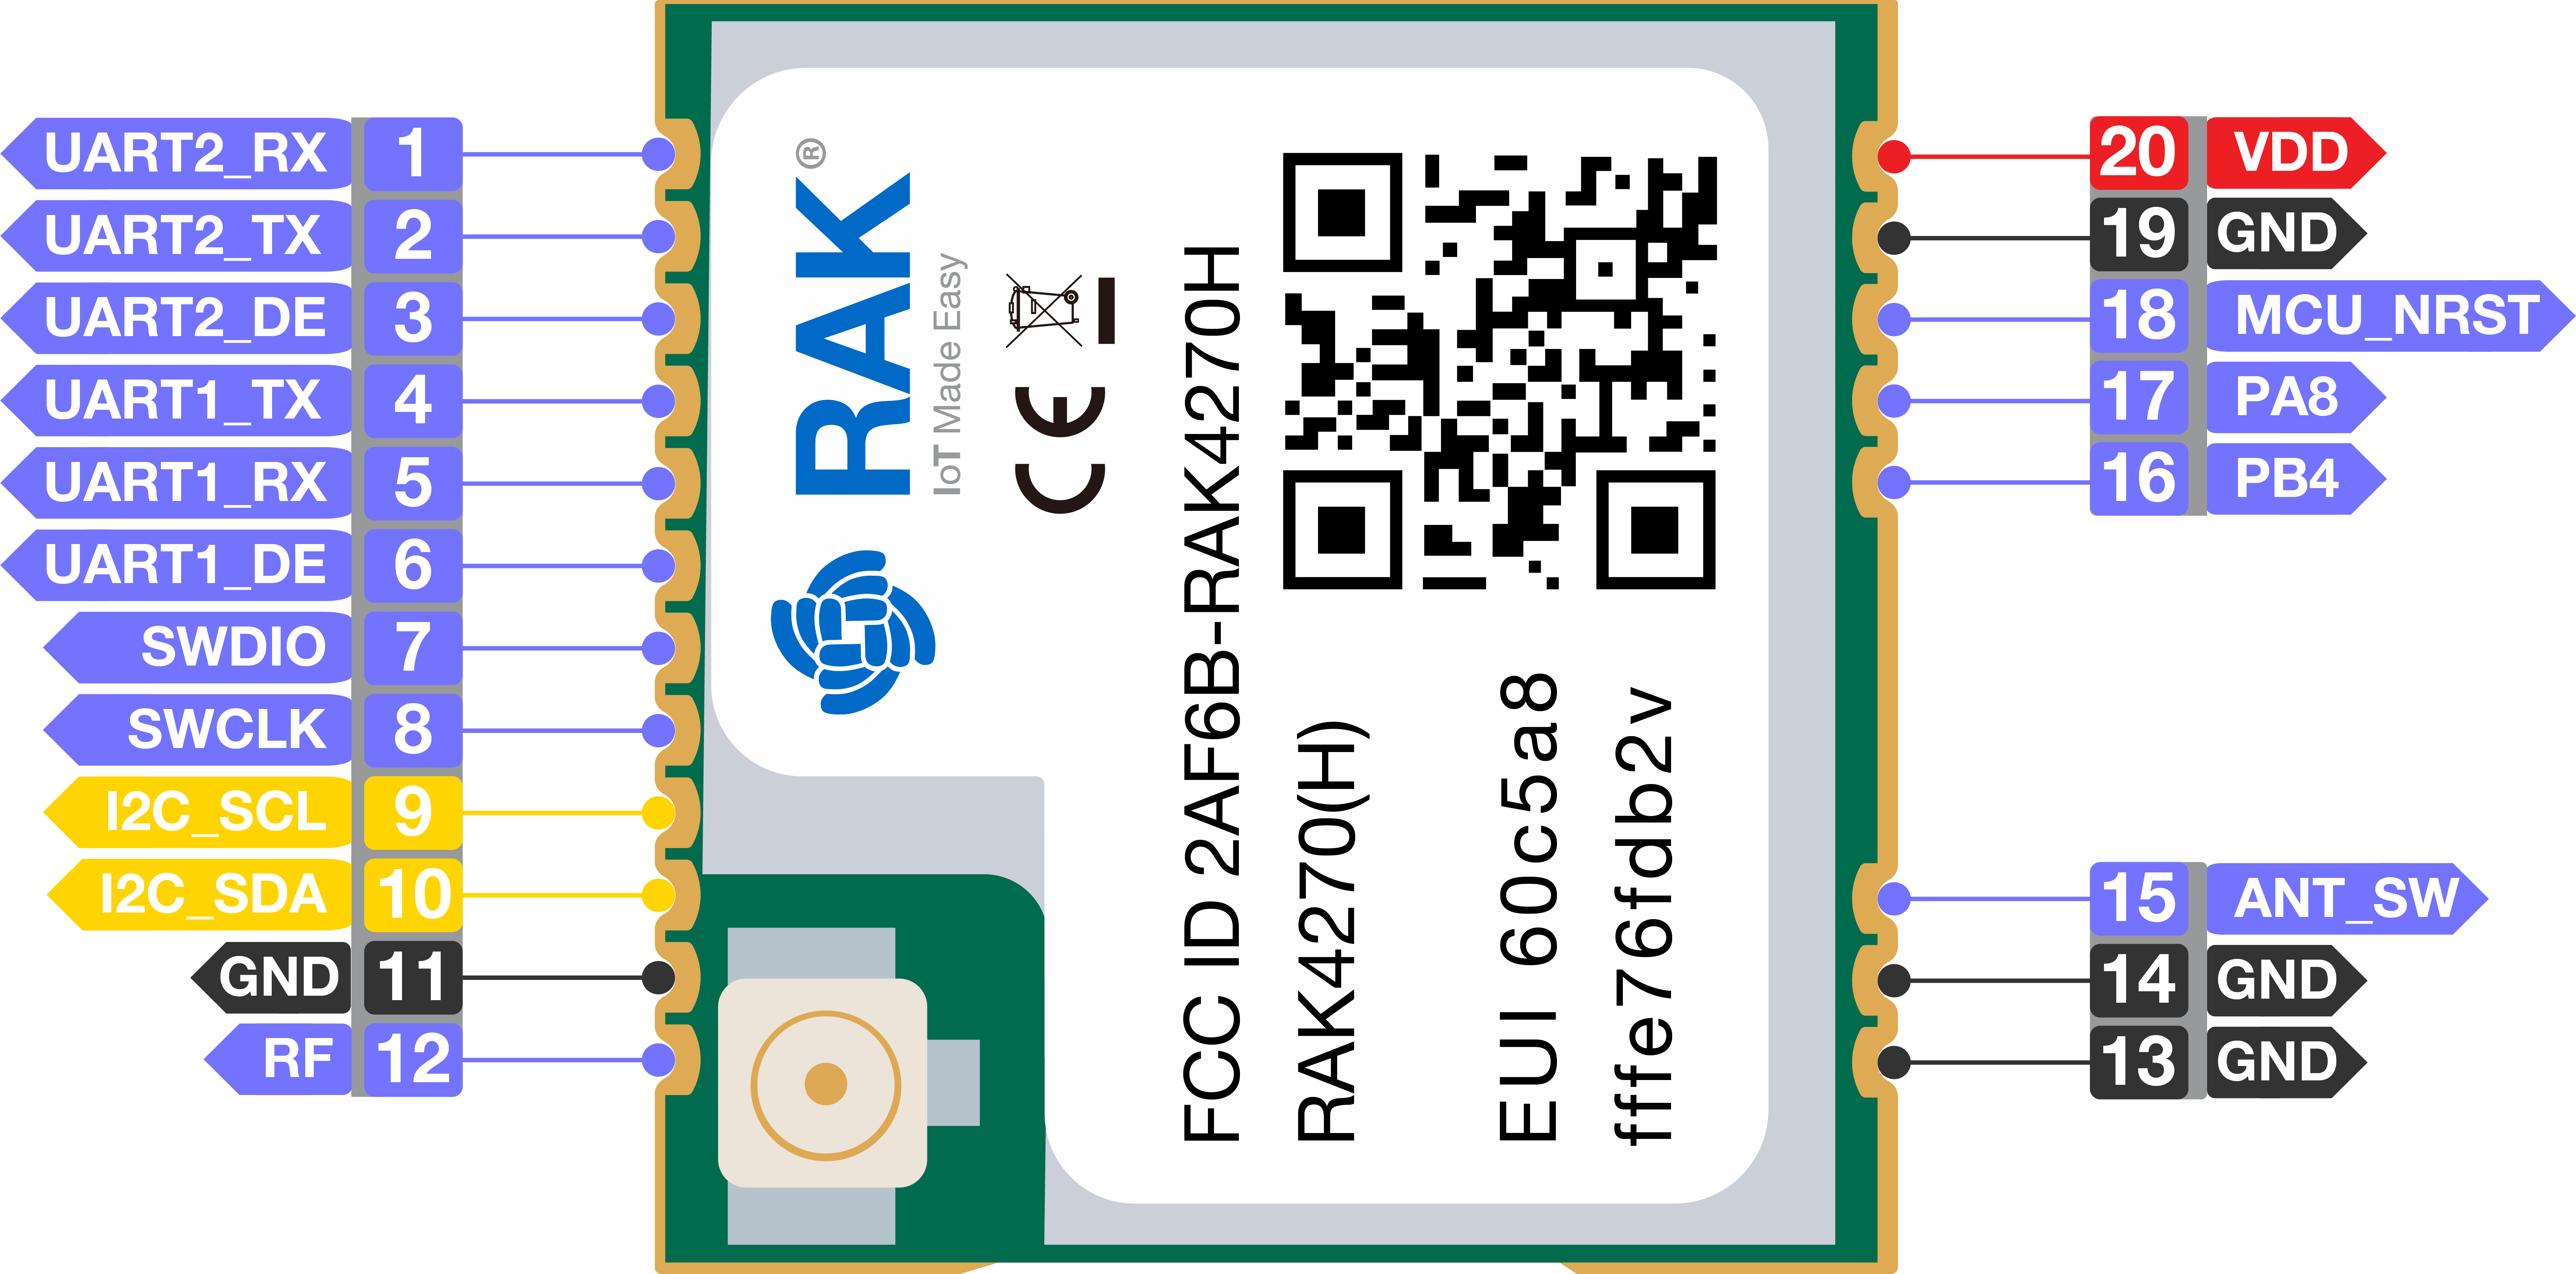 UART2_RX 1
UART2_TX 2
UART2_DE 3
UART1_TX 4
UART1_RX 5
UART1_DE 6
SWDIO 7
SWCLK 8
I2C_SCL 9
I2C_SDA 10
GND 11
RF 12
RAK®
IoT Made Easy
CE
FCC ID 2AF6B-RAK4270H
RAK4270(H)
EUI 60c5a8
fffe76fdb2v
20 VDD
19 GND
18 MCU_NRST
17 PA8
16 PB4
15 ANT_SW
14 GND
13 GND